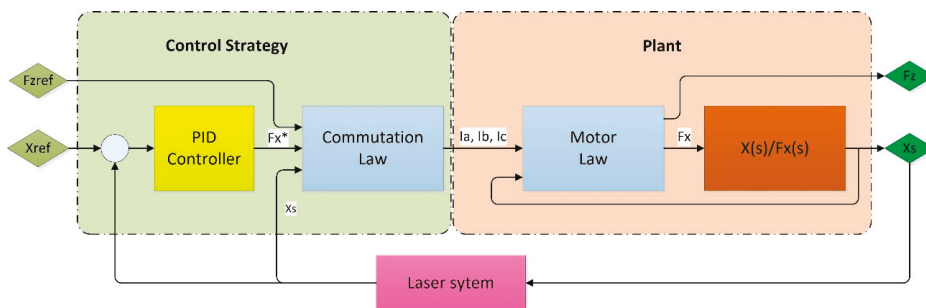 Control Strategy
Plant
Fzref
Fz
Xref
PID
Controller
Fx*
Commutation
Law
Ia, Ib, Ic
Motor
Law
Fx
X(s)/Fx(s)
Xs
Xs
Laser sytem